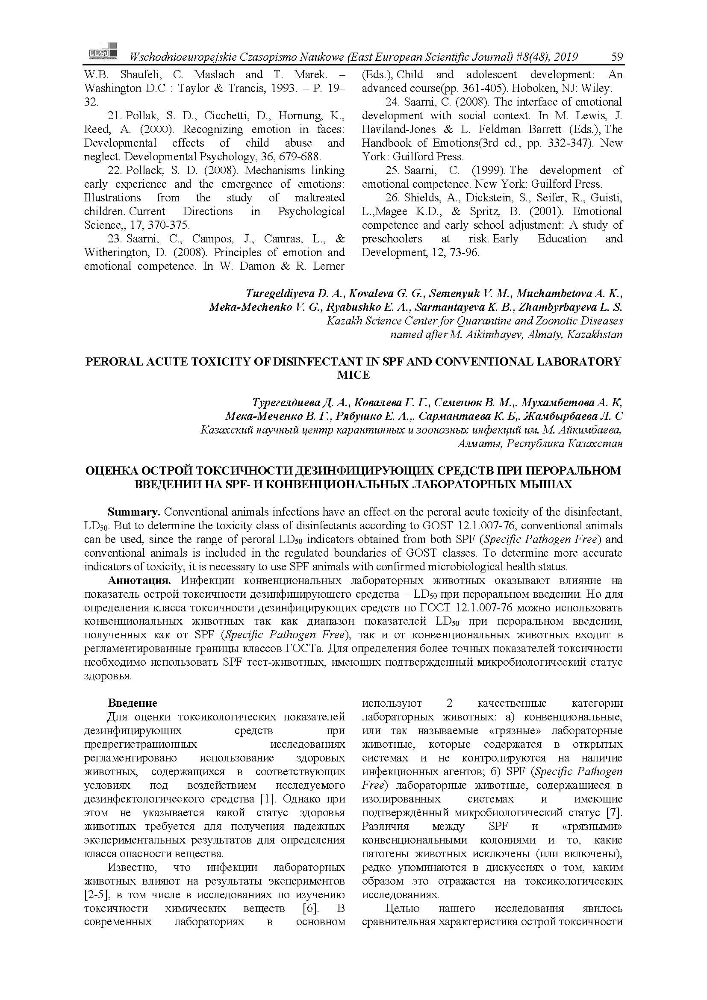 EESJ
Wschodnioeuropejskie Czasopismo Naukowe (East European Scientific Journal) #8(48), 2019 59
W.B. Shaufeli, C. Maslach and T. Marek. –
Washington D.C : Taylor & Trancis, 1993. – P. 19–
32.
21. Pollak, S. D., Cicchetti, D., Hornung, K.,
Reed, A. (2000). Recognizing emotion in faces:
Developmental effects of child abuse and
neglect. Developmental Psychology, 36, 679-688.
22. Pollack, S. D. (2008). Mechanisms linking
early experience and the emergence of emotions:
Illustrations from the study of maltreated
children. Current Directions in Psychological
Science,, 17, 370-375.
23. Saarni, C., Campos, J., Camras, L., &
Witherington, D. (2008). Principles of emotion and
emotional competence. In W. Damon & R. Lerner
(Eds.), Child and adolescent development: An
advanced course(pp. 361-405). Hoboken, NJ: Wiley.
24. Saarni, C. (2008). The interface of emotional
development with social context. In M. Lewis, J.
Haviland-Jones & L. Feldman Barrett (Eds.), The
Handbook of Emotions(3rd ed., pp. 332-347). New
York: Guilford Press.
25. Saarni, C. (1999). The development of
emotional competence. New York: Guilford Press.
26. Shields, A., Dickstein, S., Seifer, R., Guisti,
L.,Magee K.D., & Spritz, B. (2001). Emotional
competence and early school adjustment: A study of
preschoolers at risk. Early Education and
Development, 12, 73-96.
Turegeldiyeva D. A., Kovaleva G. G., Semenyuk V. M., Muchambetova A. K.,
Meka-Mechenko V. G., Ryabushko E. A., Sarmantayeva K. B., Zhambyrbayeva L. S.
Kazakh Science Center for Quarantine and Zoonotic Diseases
named after M. Aikimbayev, Almaty, Kazakhstan
PERORAL ACUTE TOXICITY OF DISINFECTANT IN SPF AND CONVENTIONAL LABORATORY
MICE
Турегелдиева Д. А., Ковалева Г. Г., Семенюк В. М.,. Мухамбетова А. К,
Мека-Меченко В. Г., Рябушко Е. А.,. Сармантаева К. Б,. Жамбырбаева Л. С
Казахский научный центр карантинных и зоонозных инфекций им. М. Айкимбаева,
Алматы, Республика Казахстан
ОЦЕНКА ОСТРОЙ ТОКСИЧНОСТИ ДЕЗИНФИЦИРУЮЩИХ СРЕДСТВ ПРИ ПЕРОРАЛЬНОМ
ВВЕДЕНИИ НА SPF- И КОНВЕНЦИОНАЛЬНЫХ ЛАБОРАТОРНЫХ МЫШАХ
Summary. Conventional animals infections have an effect on the peroral acute toxicity of the disinfectant,
LD50. But to determine the toxicity class of disinfectants according to GOST 12.1.007-76, conventional animals
can be used, since the range of peroral LD50 indicators obtained from both SPF (Specific Pathogen Free) and
conventional animals is included in the regulated boundaries of GOST classes. To determine more accurate
indicators of toxicity, it is necessary to use SPF animals with confirmed microbiological health status.
Аннотация. Инфекции конвенциональных лабораторных животных оказывают влияние на
показатель острой токсичности дезинфицирующего средства – LD50 при пероральном введении. Но для
определения класса токсичности дезинфицирующих средств по ГОСТ 12.1.007-76 можно использовать
конвенциональных животных так как диапазон показателей LD50 при пероральном введении,
полученных как от SPF (Specific Pathogen Free), так и от конвенциональных животных входит в
регламентированные границы классов ГОСТа. Для определения более точных показателей токсичности
необходимо использовать SPF тест-животных, имеющих подтвержденный микробиологический статус
здоровья.
Введение
Для оценки токсикологических показателей
дезинфицирующих средств при
предрегистрационных исследованиях
регламентировано использование здоровых
животных, содержащихся в соответствующих
условиях под воздействием исследуемого
дезинфектологического средства [1]. Однако при
этом не указывается какой статус здоровья
животных требуется для получения надежных
экспериментальных результатов для определения
класса опасности вещества.
Известно, что инфекции лабораторных
животных влияют на результаты экспериментов
[2-5], в том числе в исследованиях по изучению
токсичности химических веществ [6]. В
современных лабораториях в основном
используют 2 качественные категории
лабораторных животных: а) конвенциональные,
или так называемые «грязные» лабораторные
животные, которые содержатся в открытых
системах и не контролируются на наличие
инфекционных агентов; б) SPF (Specific Pathogen
Free) лабораторные животные, содержащиеся в
изолированных системах и имеющие
подтверждённый микробиологический статус [7].
Различия между SPF и «грязными»
конвенциональными колониями и то, какие
патогены животных исключены (или включены),
редко упоминаются в дискуссиях о том, каким
образом это отражается на токсикологических
исследованиях.
Целью нашего исследования явилось
сравнительная характеристика острой токсичности